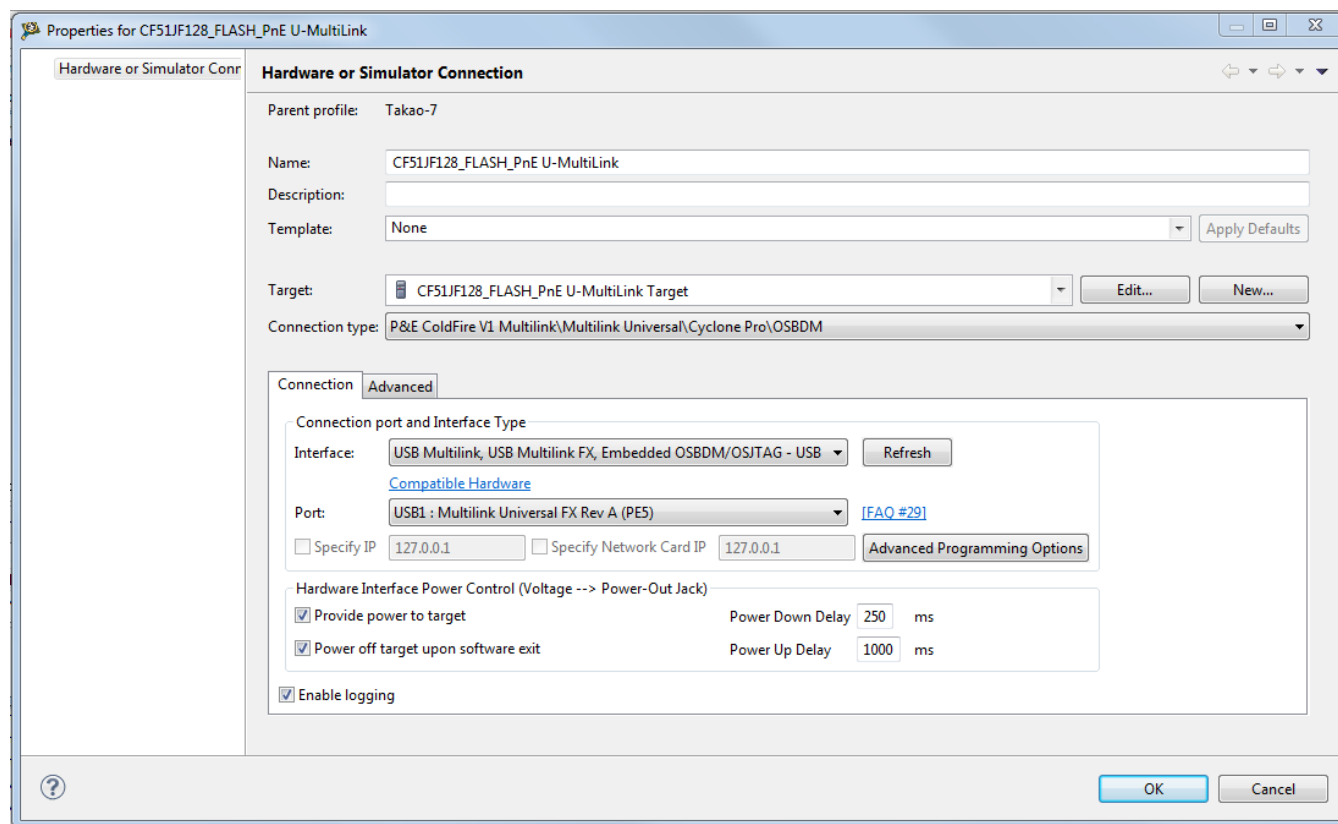 Properties for CF51JF128_FLASH_PnE U-MultiLink
Hardware or Simulator Conr
Hardware or Simulator Connection
Parent profile: Takao-7
Name: CF51JF128_FLASH_PnE U-MultiLink
Description:
Template: None Apply Defaults
Target: CF51JF128_FLASH_PnE U-MultiLink Target Edit... New...
Connection type: P&E ColdFire V1 Multilink\Multilink Universal\Cyclone Pro\OSBDM
Connection Advanced
Connection port and Interface Type
Interface: USB Multilink, USB Multilink FX, Embedded OSBDM/OSJTAG - USB Refresh
Compatible Hardware
Port: USB1 : Multilink Universal FX Rev A (PE5) [FAQ #29]
Specify IP 127.0.0.1 Specify Network Card IP 127.0.0.1 Advanced Programming Options
Hardware Interface Power Control (Voltage --> Power-Out Jack)
Provide power to target Power Down Delay 250 ms
Power off target upon software exit Power Up Delay 1000 ms
Enable logging
? OK Cancel